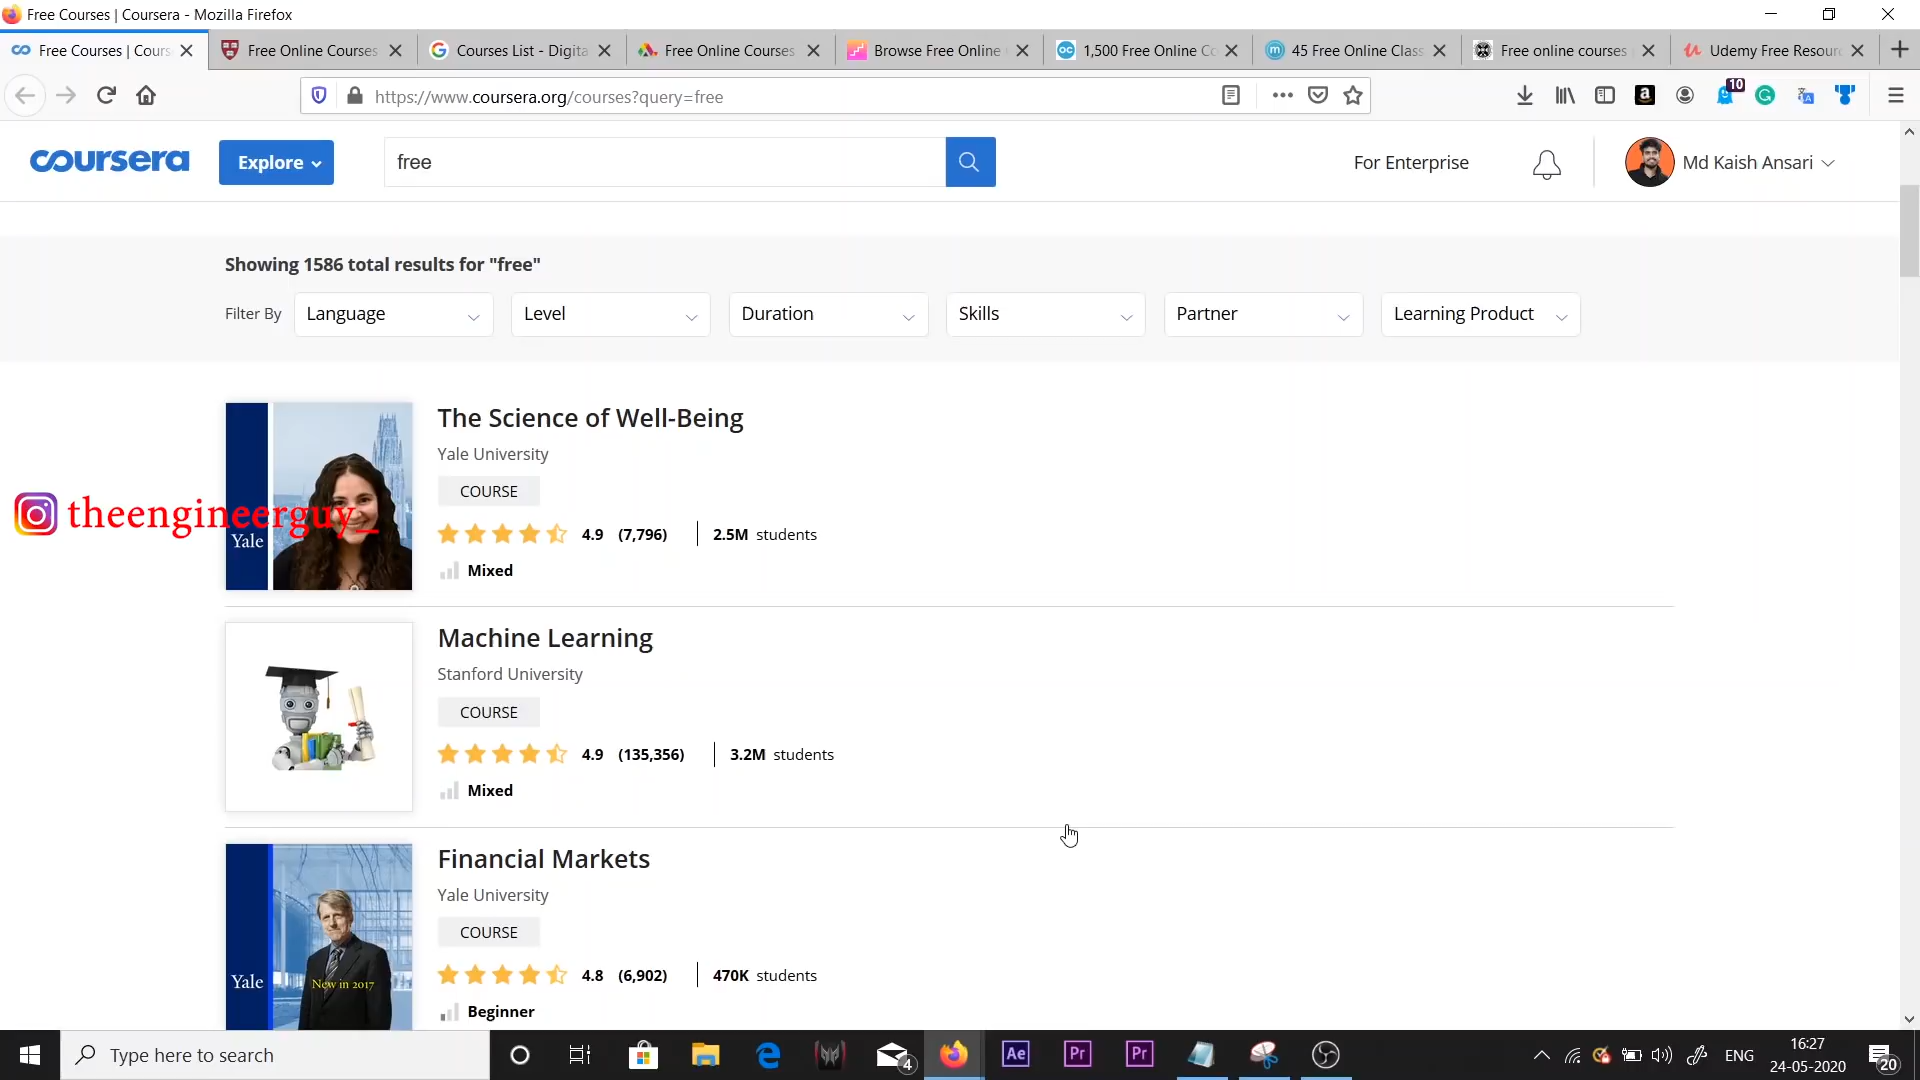 Free Courses | Coursera - Mozilla Firefox
Free Courses | Cours
Free Online Courses
Courses List - Digita
Free Online Courses
Browse Free Online
1,500 Free Online Co
45 Free Online Class
Free online courses
Udemy Free Resour
https://www.coursera.org/courses?query=free
10
coursera
Explore
free
For Enterprise
Md Kaish Ansari
Showing 1586 total results for "free"
Filter By
Language
Level
Duration
Skills
Partner
Learning Product
The Science of Well-Being
Yale University
COURSE
4.9 (7,796) 2.5M students
Mixed
Yale
theengineerguy_
Machine Learning
Stanford University
COURSE
4.9 (135,356) 3.2M students
Mixed
Financial Markets
Yale University
COURSE
4.8 (6,902) 470K students
Beginner
Yale
New in 2017
Type here to search
4
Ae
Pr
Pr
ENG
16:27
24-05-2020
20